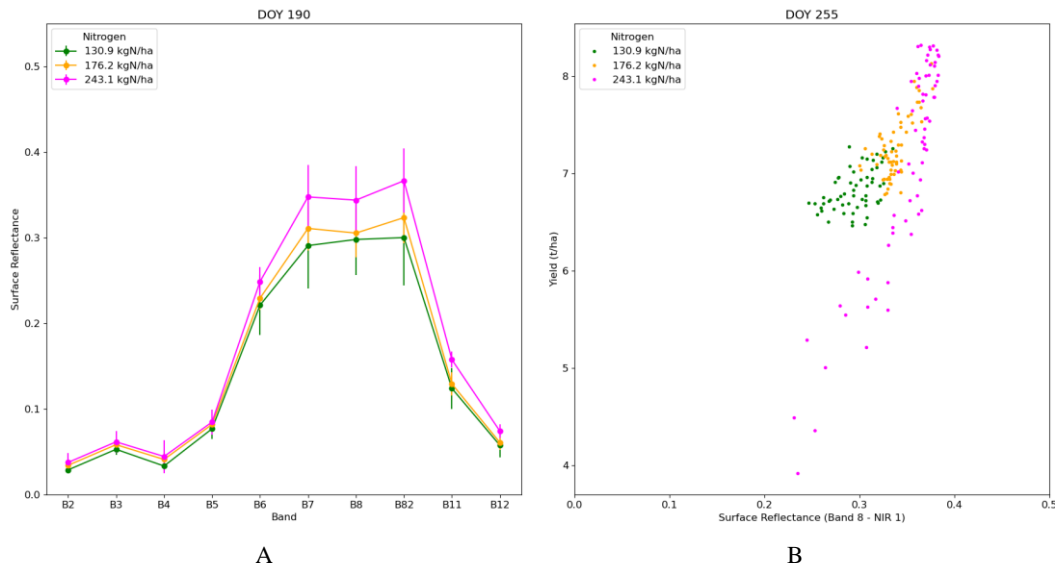 DOY 190
Nitrogen
130.9 kgN/ha
176.2 kgN/ha
243.1 kgN/ha
0.5
0.4
0.3
0.2
0.1
0.0
Surface Reflectance
B2 B3 B4 B5 B6 B7 B8 B82 B11 B12
Band
A
DOY 255
Nitrogen
130.9 kgN/ha
176.2 kgN/ha
243.1 kgN/ha
8
7
6
5
4
Yield (t/ha)
0.0 0.1 0.2 0.3 0.4 0.5
Surface Reflectance (Band 8 - NIR 1)
B